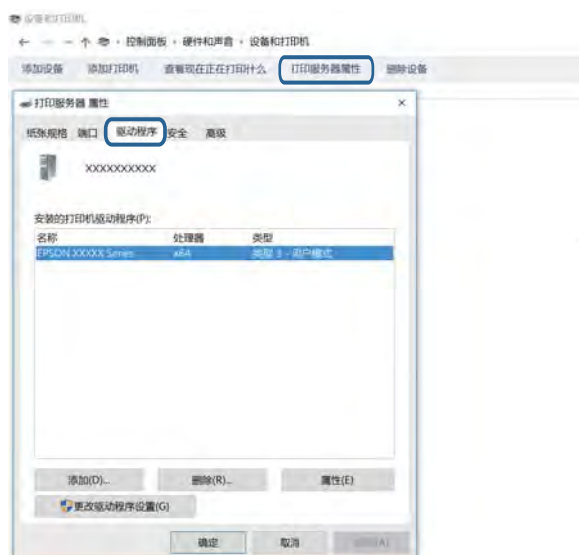 设备和打印机
控制面板 › 硬件和声音 › 设备和打印机
添加设备 添加打印机 查看现在正在打印什么 打印服务器属性 删除设备
打印服务器 属性
纸张规格 端口 驱动程序 安全 高级
XXXXXXXXXX
安装的打印机驱动程序(P):
名称 处理器 类型
EPSON XXXXX Series x64 类型 3 - 用户模式
添加(D)... 删除(R)... 属性(E)
更改驱动程序设置(G)
确定 取消